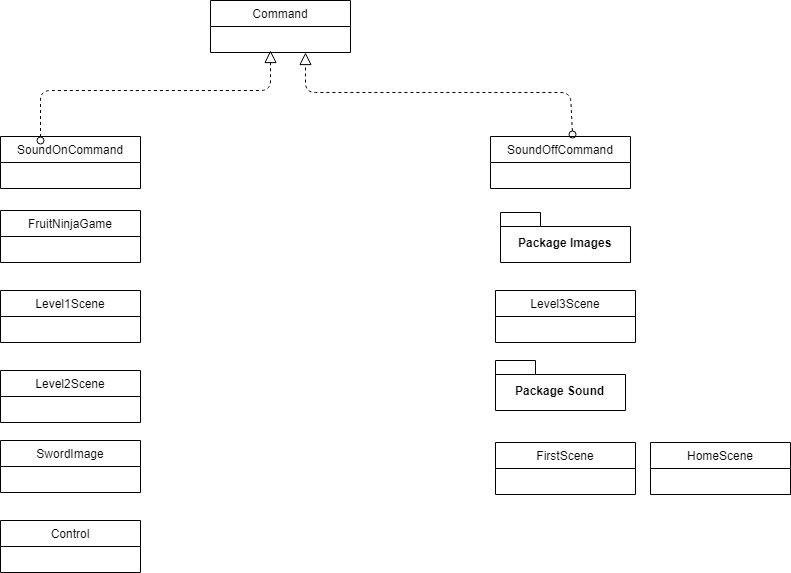 Command
SoundOnCommand
SoundOffCommand
FruitNinjaGame
Package Images
Level1Scene
Level3Scene
Level2Scene
Package Sound
SwordImage
FirstScene
HomeScene
Control